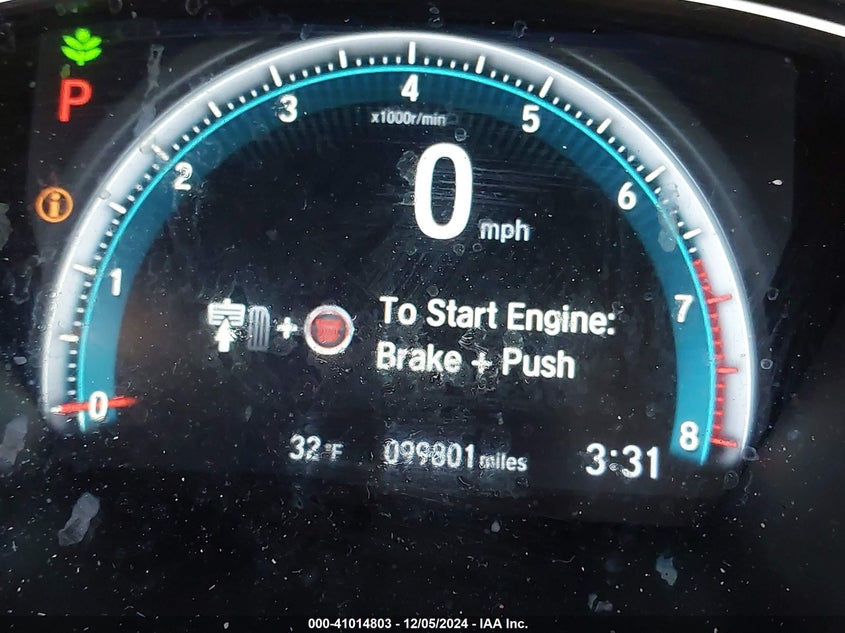 P
4
x1000r/min
3
5
2
0 mph
6
i
1
7
To Start Engine:
Brake + Push
0
8
32°F 099801 miles 3:31
000-41014803 - 12/05/2024 - IAA Inc.